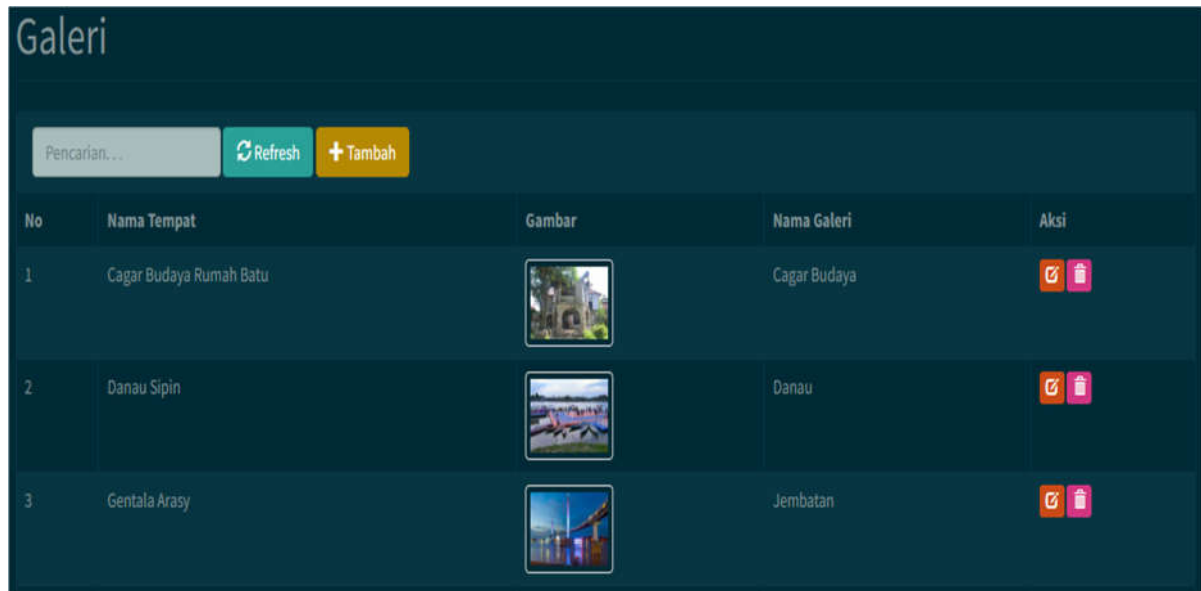 Galeri
Pencarian... Refresh Tambah
No Nama Tempat Gambar Nama Galeri Aksi
1 Cagar Budaya Rumah Batu Cagar Budaya
2 Danau Sipin Danau
3 Gentala Arasy Jembatan